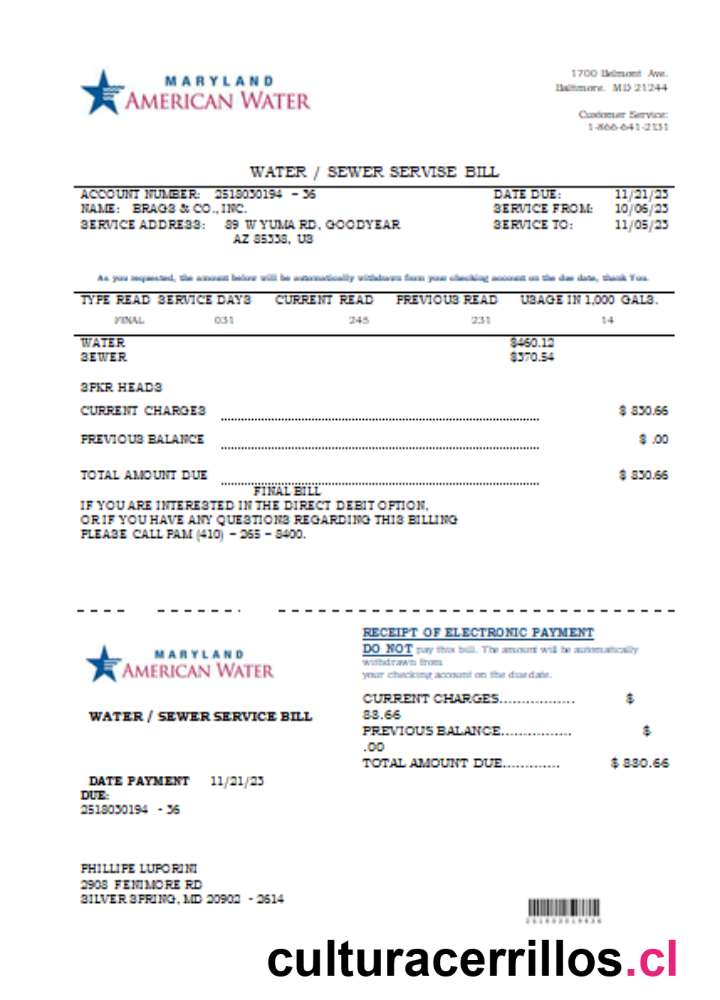 MARYLAND
AMERICAN WATER
1700 Belmont Ave.
Baltimore. MD 21244
Customer Service:
1-866-641-2131
WATER / SEWER SERVISE BILL
ACCOUNT NUMBER: 2518030194 – 36 DATE DUE: 11/21/23
NAME: BRAGS & CO., INC. SERVICE FROM: 10/06/23
SERVICE ADDRESS: 89 W YUMA RD, GOODYEAR SERVICE TO: 11/05/23
AZ 85338, US
As you requested, the amount below will be automatically withdrawn from your checking account on the due date, thank You.
TYPE READ SERVICE DAYS CURRENT READ PREVIOUS READ USAGE IN 1,000 GALS.
FINAL 031 245 231 14
WATER $460.12
SEWER $370.54
SPKR HEADS
CURRENT CHARGES $ 830.66
PREVIOUS BALANCE $ .00
TOTAL AMOUNT DUE $ 830.66
FINAL BILL
IF YOU ARE INTERESTED IN THE DIRECT DEBIT OPTION,
OR IF YOU HAVE ANY QUESTIONS REGARDING THIS BILLING
PLEASE CALL PAM (410) – 265 – 8400.
MARYLAND
AMERICAN WATER
WATER / SEWER SERVICE BILL
DATE PAYMENT 11/21/23
DUE:
2518030194 - 36
RECEIPT OF ELECTRONIC PAYMENT
DO NOT pay this bill. The amount will be automatically
withdrawn from
your checking account on the due date.
CURRENT CHARGES................. $
88.66
PREVIOUS BALANCE................ $
.00
TOTAL AMOUNT DUE............. $ 830.66
PHILLIPE LUPORINI
2908 FENIMORE RD
SILVER SPRING, MD 20902 - 2614
culturacerrillos.cl